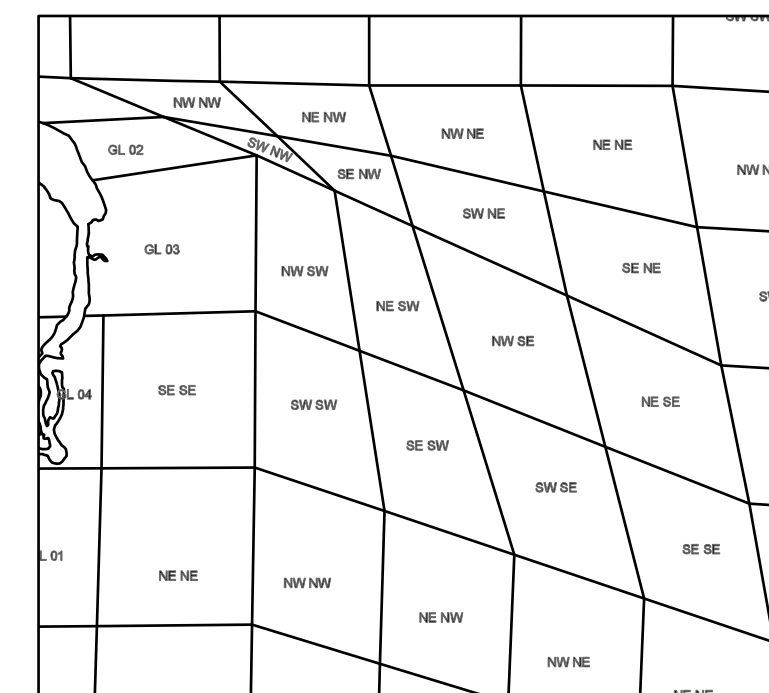 NW NW
NE NW
NW NE
NE NE
GL 02
SW NW
SE NW
NW N
SW NE
GL 03
SE NE
NW SW
NE SW
NW SE
SE SE
GL 04
SW SW
NE SE
SE SW
SW SE
SE SE
L 01
NE NE
NW NW
NE NW
NW NE